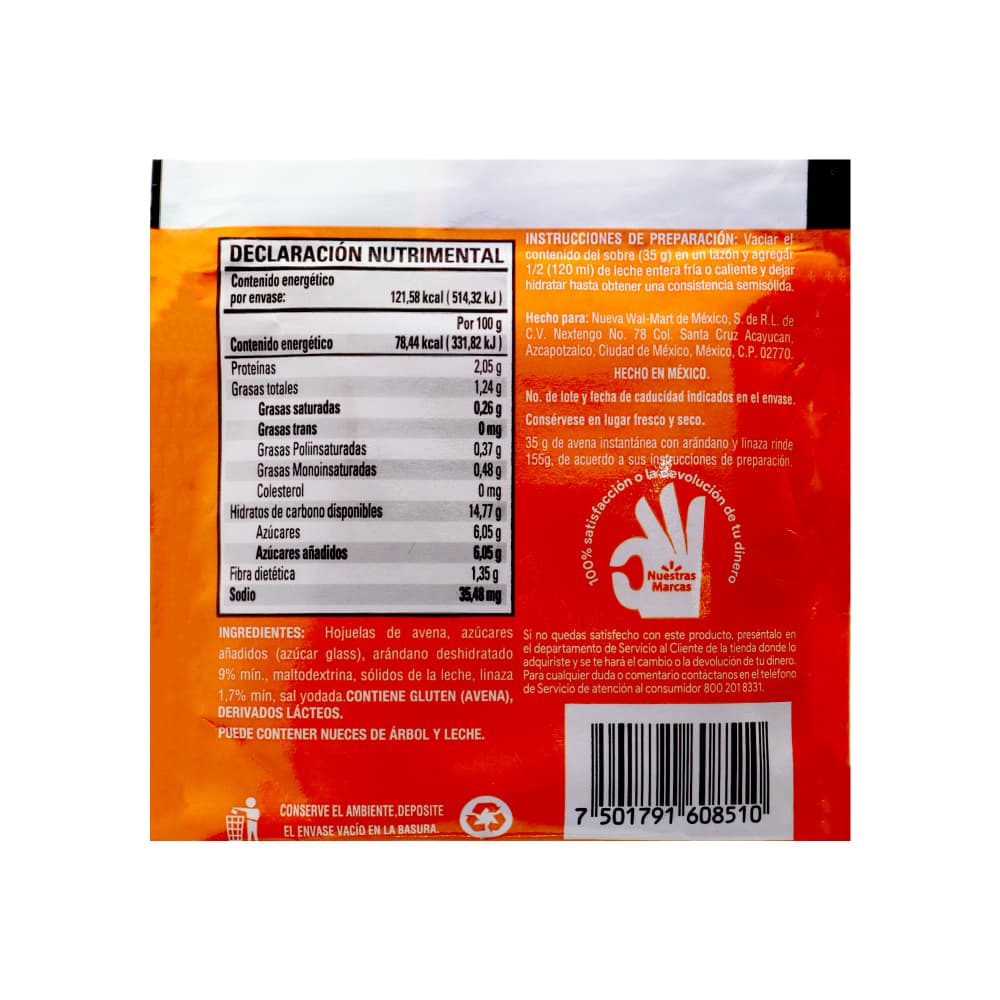 DECLARACIÓN NUTRIMENTAL
Contenido energético
por envase: 121,58 kcal ( 514,32 kJ )
Por 100 g
Contenido energético 78,44 kcal ( 331,82 kJ )
Proteínas 2,05 g
Grasas totales 1,24 g
Grasas saturadas 0,26 g
Grasas trans 0 mg
Grasas Poliinsaturadas 0,37 g
Grasas Monoinsaturadas 0,48 g
Colesterol 0 mg
Hidratos de carbono disponibles 14,77 g
Azúcares 6,05 g
Azúcares añadidos 6,05 g
Fibra dietética 1,35 g
Sodio 35,48 mg
INGREDIENTES: Hojuelas de avena, azúcares
añadidos (azúcar glass), arándano deshidratado
9% mín., maltodextrina, sólidos de la leche, linaza
1,7% mín, sal yodada.CONTIENE GLUTEN (AVENA),
DERIVADOS LÁCTEOS.
PUEDE CONTENER NUECES DE ÁRBOL Y LECHE.
CONSERVE EL AMBIENTE,DEPOSITE
EL ENVASE VACÍO EN LA BASURA.
INSTRUCCIONES DE PREPARACIÓN: Vaciar el
contenido del sobre (35 g) en un tazón y agregar
1/2 (120 ml) de leche entera fría o caliente y dejar
hidratar hasta obtener una consistencia semisólida.
Hecho para: Nueva Wal-Mart de México, S. de R.L. de
C.V. Nextengo No. 78 Col. Santa Cruz Acayucan,
Azcapotzalco, Ciudad de México, México, C.P. 02770.
HECHO EN MÉXICO.
No. de lote y fecha de caducidad indicados en el envase.
Consérvese en lugar fresco y seco.
35 g de avena instantánea con arándano y linaza rinde
155g, de acuerdo a sus instrucciones de preparación.
100% satisfacción o la devolución de tu dinero
Nuestras
Marcas
Si no quedas satisfecho con este producto, preséntalo en
el departamento de Servicio al Cliente de la tienda donde lo
adquiriste y se te hará el cambio o la devolución de tu dinero.
Para cualquier duda o comentario contáctanos en el teléfono
de Servicio de atención al consumidor 800 201 8331.
7 501791 608510